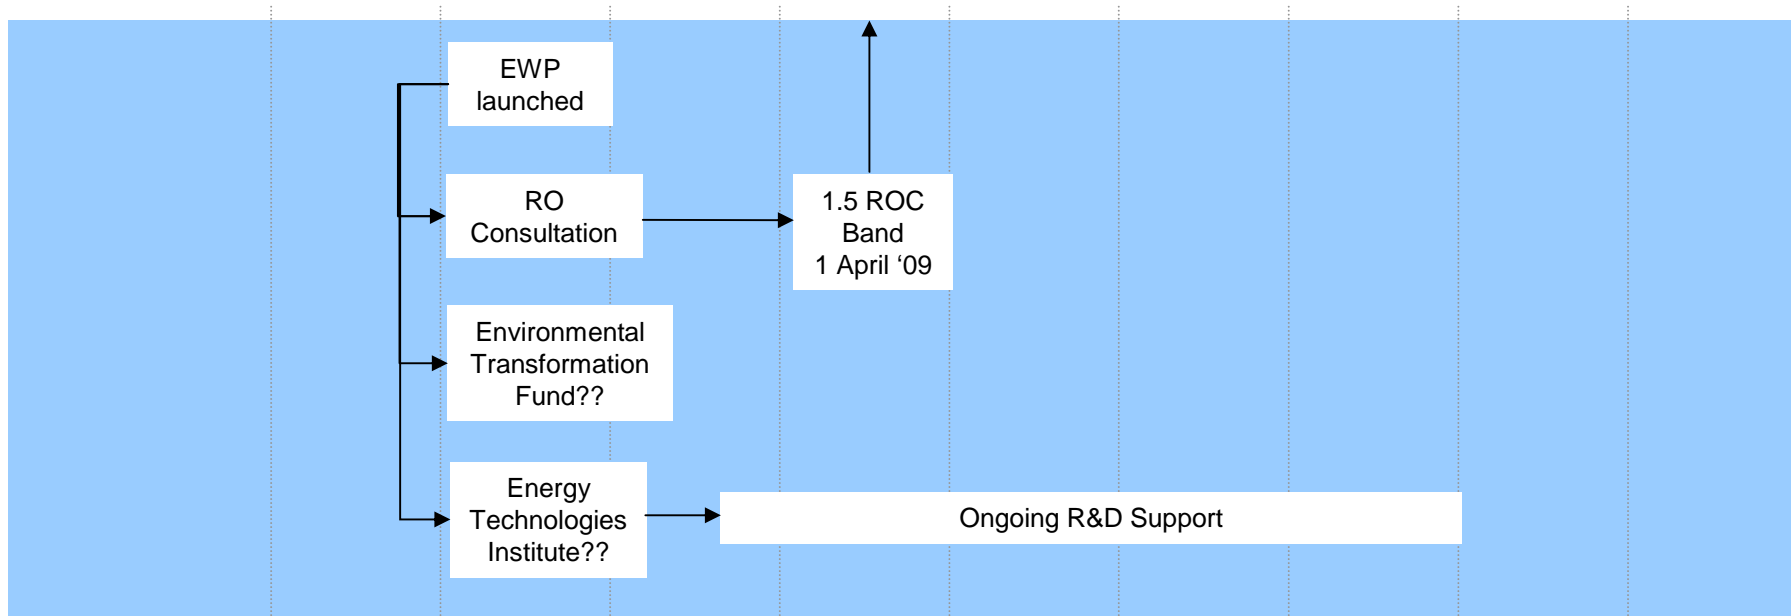 EWP
launched
RO
Consultation
1.5 ROC
Band
1 April ‘09
Environmental
Transformation
Fund??
Energy
Technologies
Institute??
Ongoing R&D Support